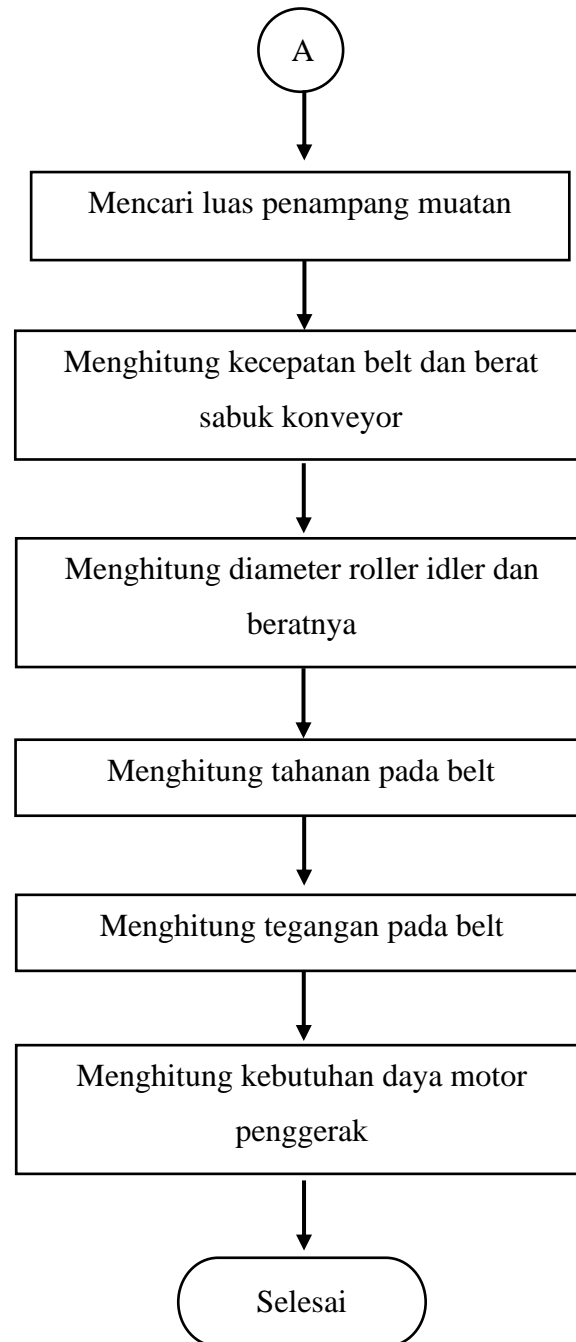 A
Mencari luas penampang muatan
Menghitung kecepatan belt dan berat
sabuk konveyor
Menghitung diameter roller idler dan
beratnya
Menghitung tahanan pada belt
Menghitung tegangan pada belt
Menghitung kebutuhan daya motor
penggerak
Selesai